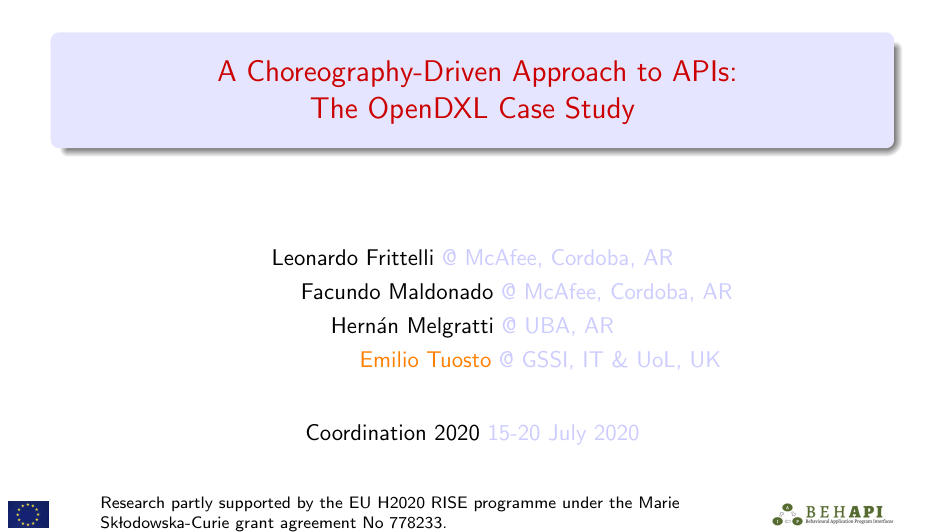 A Choreography-Driven Approach to APIs:
The OpenDXL Case Study
Leonardo Frittelli @ McAfee, Cordoba, AR
Facundo Maldonado @ McAfee, Cordoba, AR
Hernán Melgratti @ UBA, AR
Emilio Tuosto @ GSSI, IT & UoL, UK
Coordination 2020 15-20 July 2020
Research partly supported by the EU H2020 RISE programme under the Marie
Skłodowska-Curie grant agreement No 778233.
BEHAPI
Behavioural Application Program Interfaces